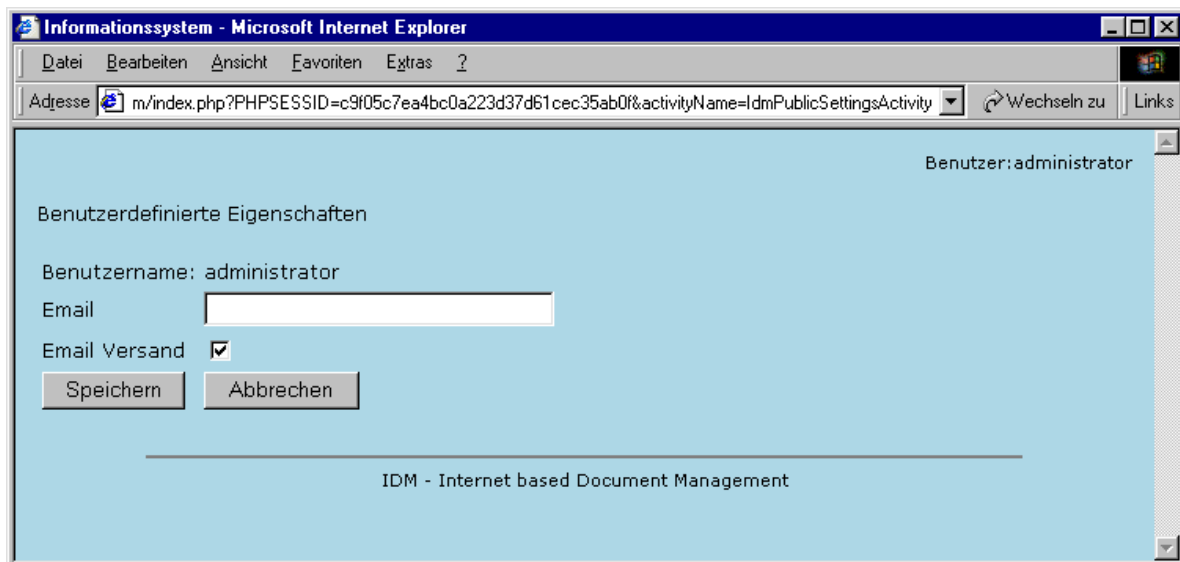 Informationssystem - Microsoft Internet Explorer
Datei Bearbeiten Ansicht Favoriten Extras ?
Adresse m/index.php?PHPSESSID=c9f05c7ea4bc0a223d37d61cec35ab0f&activityName=IdmPublicSettingsActivity Wechseln zu Links
Benutzer:administrator
Benutzerdefinierte Eigenschaften
Benutzername: administrator
Email
Email Versand
Speichern Abbrechen
IDM - Internet based Document Management